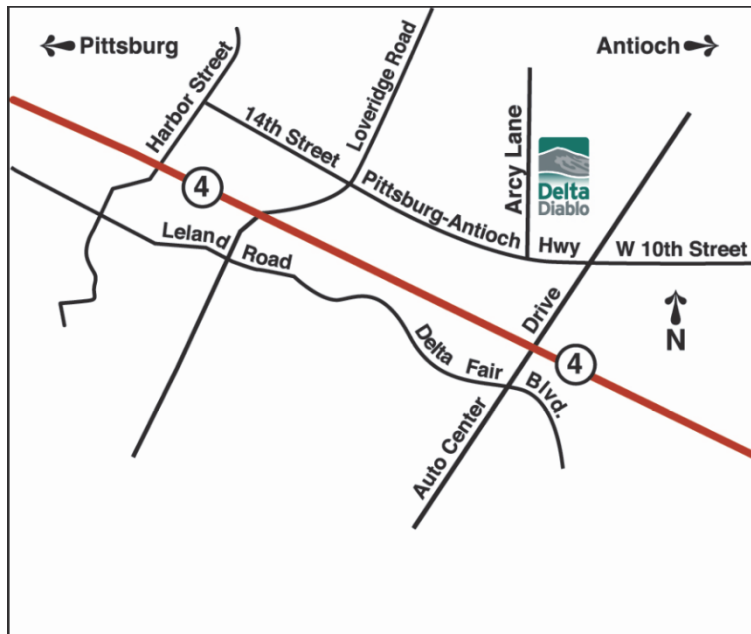 Pittsburg
Antioch
Harbor Street
Loveridge Road
14th Street
Arcy Lane
Delta
Diablo
4
Pittsburg-Antioch Hwy
W 10th Street
Leland Road
Drive
N
Delta Fair Blvd.
4
Auto Center